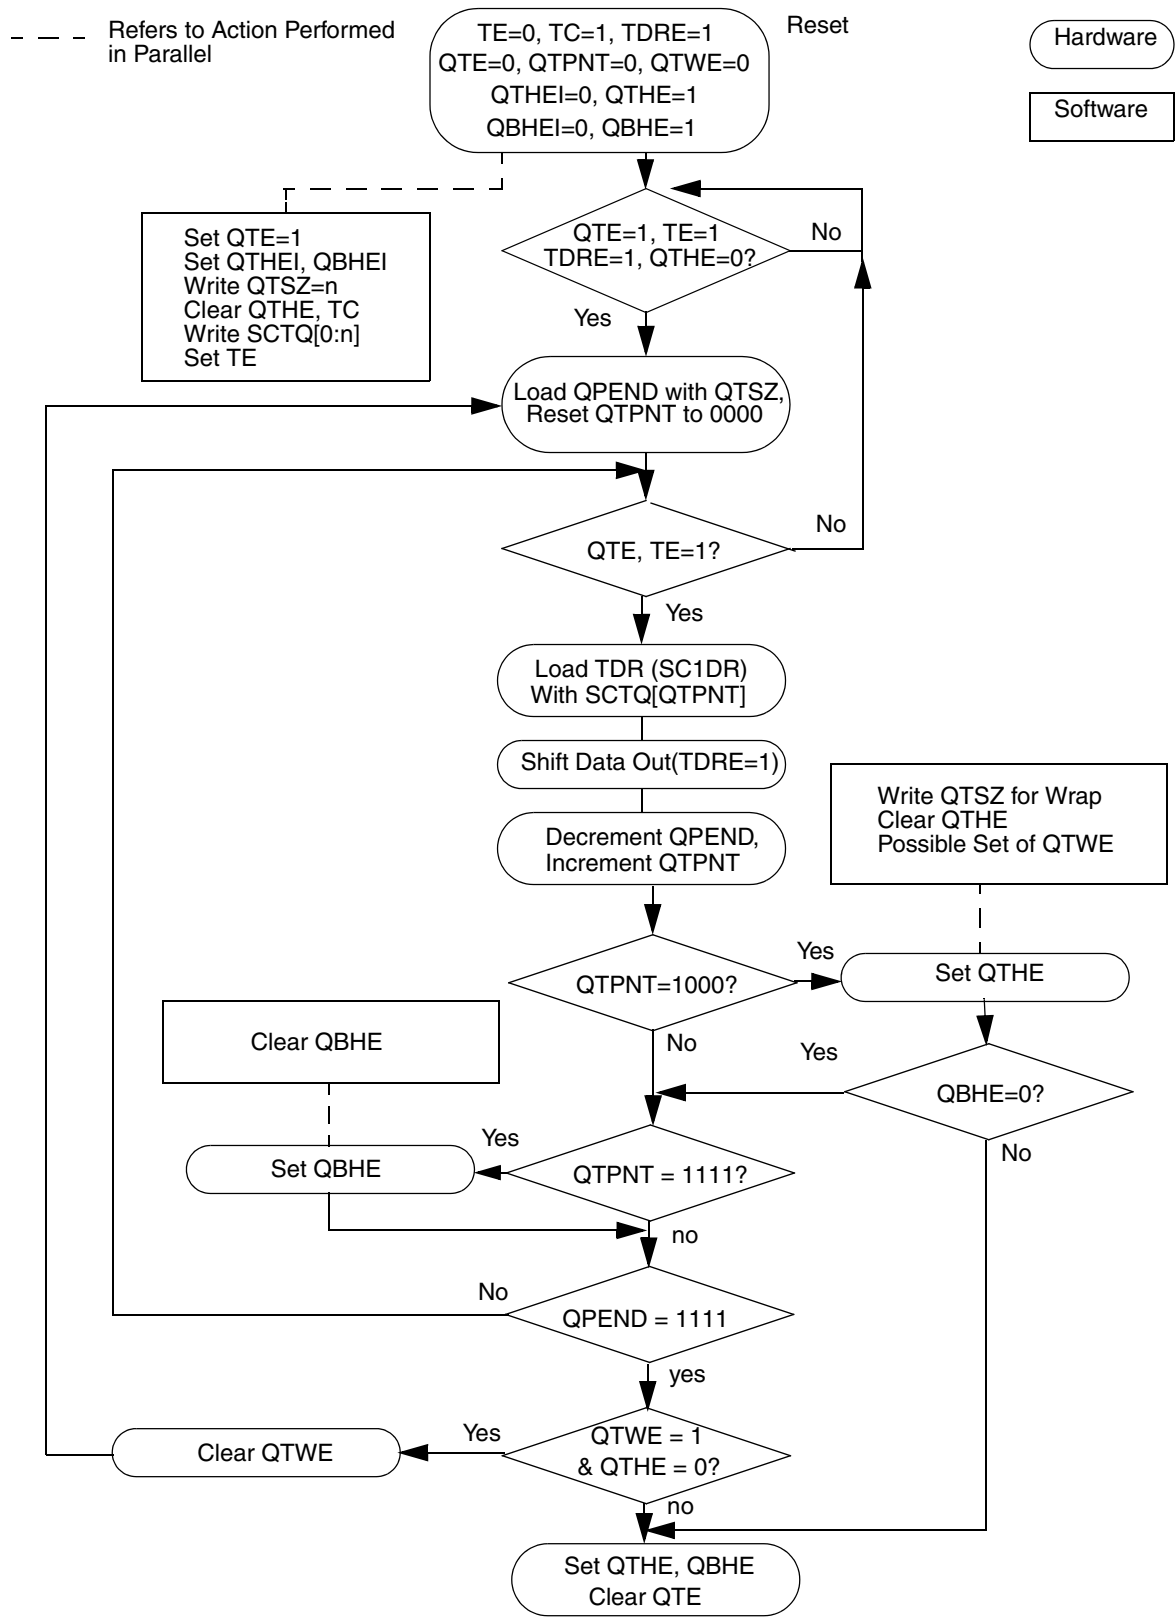 Refers to Action Performed
in Parallel
TE=0, TC=1, TDRE=1
QTE=0, QTPNT=0, QTWE=0
QTHEI=0, QTHE=1
QBHEI=0, QBHE=1
Reset
Hardware
Software
Set QTE=1
Set QTHEI, QBHEI
Write QTSZ=n
Clear QTHE, TC
Write SCTQ[0:n]
Set TE
QTE=1, TE=1
TDRE=1, QTHE=0?
No
Yes
Load QPEND with QTSZ,
Reset QTPNT to 0000
QTE, TE=1?
No
Yes
Load TDR (SC1DR)
With SCTQ[QTPNT]
Shift Data Out(TDRE=1)
Decrement QPEND,
Increment QTPNT
Write QTSZ for Wrap
Clear QTHE
Possible Set of QTWE
QTPNT=1000?
Yes
Set QTHE
No
Clear QBHE
Yes
QBHE=0?
No
Yes
Set QBHE
QTPNT = 1111?
no
No
QPEND = 1111
yes
Clear QTWE
Yes
QTWE = 1
& QTHE = 0?
no
Set QTHE, QBHE
Clear QTE